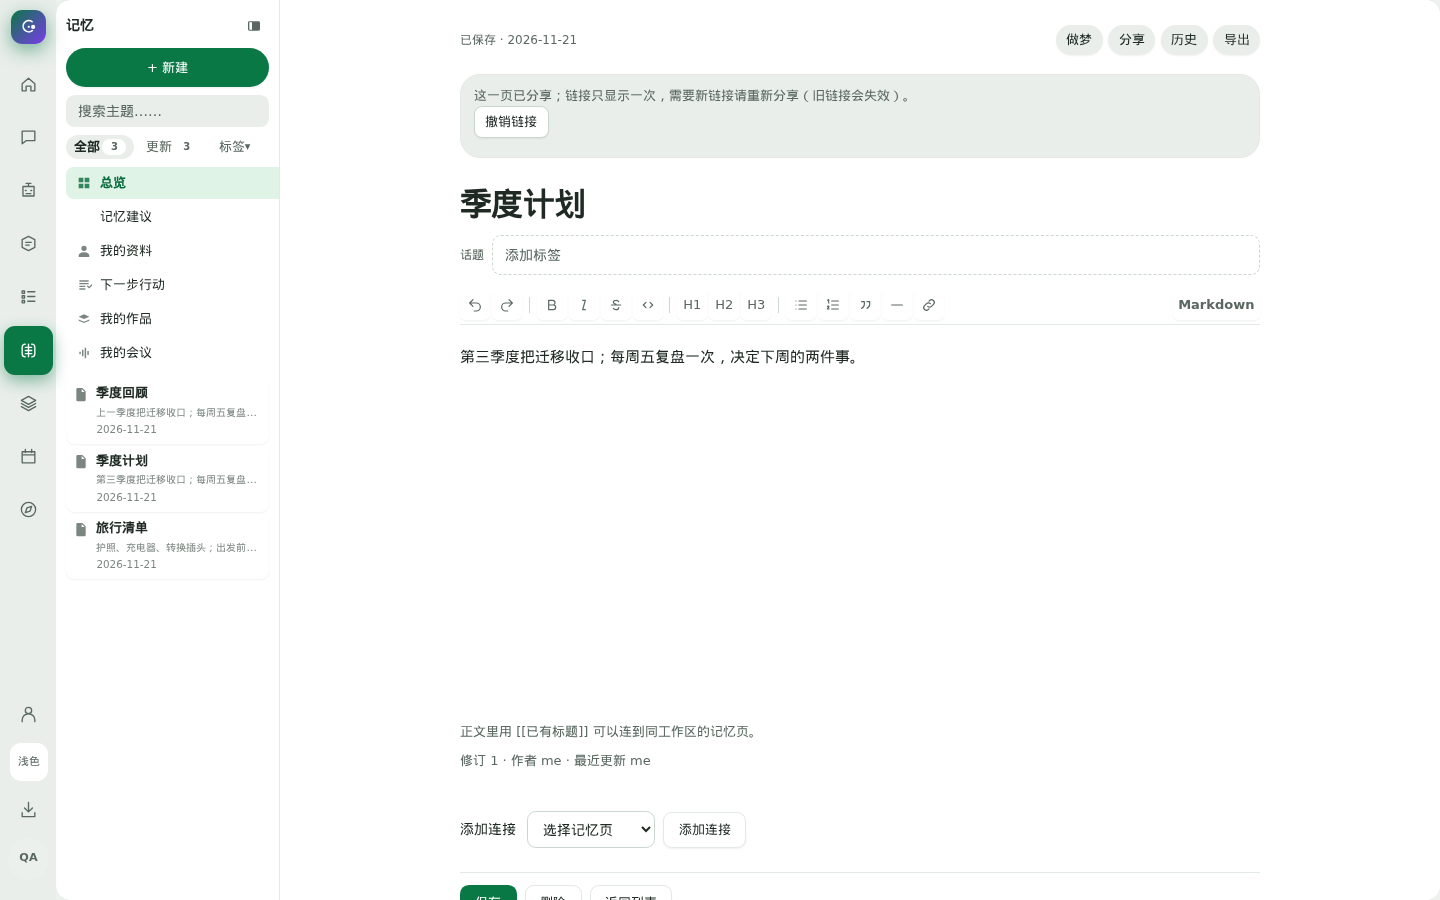 记忆
+ 新建
搜索主题……
全部 3 更新 3 标签▾
总览
记忆建议
我的资料
下一步行动
我的作品
我的会议
季度回顾
上一季度把迁移收口；每周五复盘…
2026-11-21
季度计划
第三季度把迁移收口；每周五复盘…
2026-11-21
旅行清单
护照、充电器、转换插头；出发前…
2026-11-21
浅色
QA
已保存 · 2026-11-21
做梦 分享 历史 导出
这一页已分享；链接只显示一次，需要新链接请重新分享（旧链接会失效）。
撤销链接
季度计划
话题 添加标签
B I S <> H1 H2 H3 Markdown
第三季度把迁移收口；每周五复盘一次，决定下周的两件事。
正文里用 [[已有标题]] 可以连到同工作区的记忆页。
修订 1 · 作者 me · 最近更新 me
添加连接 选择记忆页 添加连接
保存 删除 返回列表